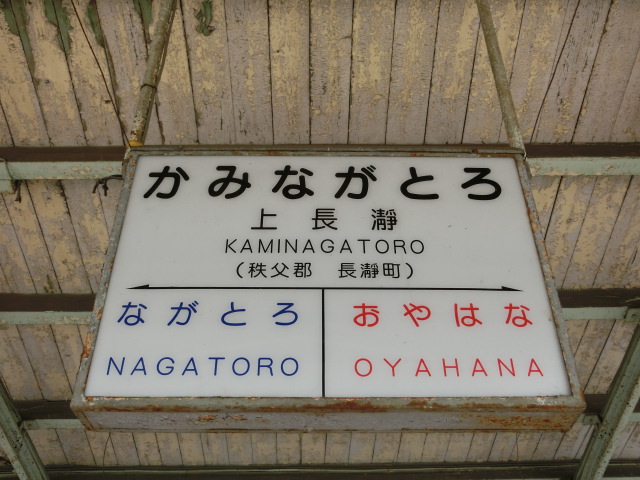 かみながとろ
上長瀞
KAMINAGATORO
(秩父郡 長瀞町)
ながとろ おやはな
NAGATORO OYAHANA